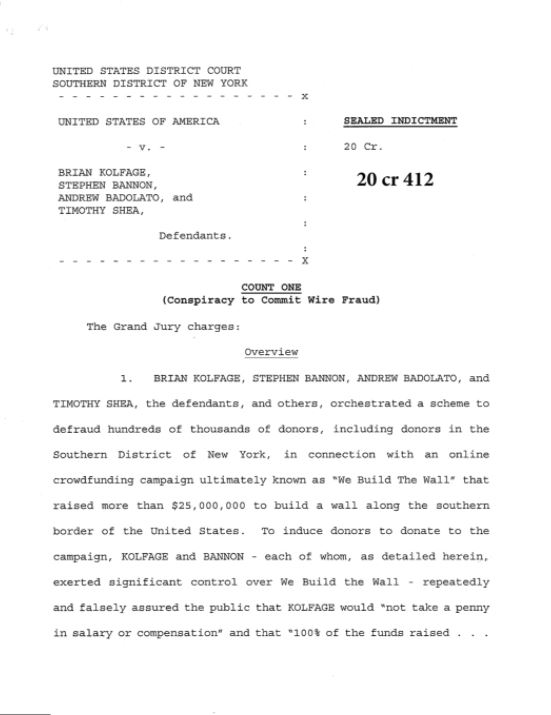 UNITED STATES DISTRICT COURT
SOUTHERN DISTRICT OF NEW YORK
- - - - - - - - - - - - - - - - - - x
UNITED STATES OF AMERICA : SEALED INDICTMENT
- v. - : 20 Cr.
BRIAN KOLFAGE, : 20 cr 412
STEPHEN BANNON,
ANDREW BADOLATO, and :
TIMOTHY SHEA,
:
Defendants.
:
- - - - - - - - - - - - - - - - - - X
COUNT ONE
(Conspiracy to Commit Wire Fraud)
The Grand Jury charges:
Overview
1. BRIAN KOLFAGE, STEPHEN BANNON, ANDREW BADOLATO, and
TIMOTHY SHEA, the defendants, and others, orchestrated a scheme to
defraud hundreds of thousands of donors, including donors in the
Southern District of New York, in connection with an online
crowdfunding campaign ultimately known as "We Build The Wall" that
raised more than $25,000,000 to build a wall along the southern
border of the United States. To induce donors to donate to the
campaign, KOLFAGE and BANNON - each of whom, as detailed herein,
exerted significant control over We Build the Wall - repeatedly
and falsely assured the public that KOLFAGE would "not take a penny
in salary or compensation" and that "100% of the funds raised . . .